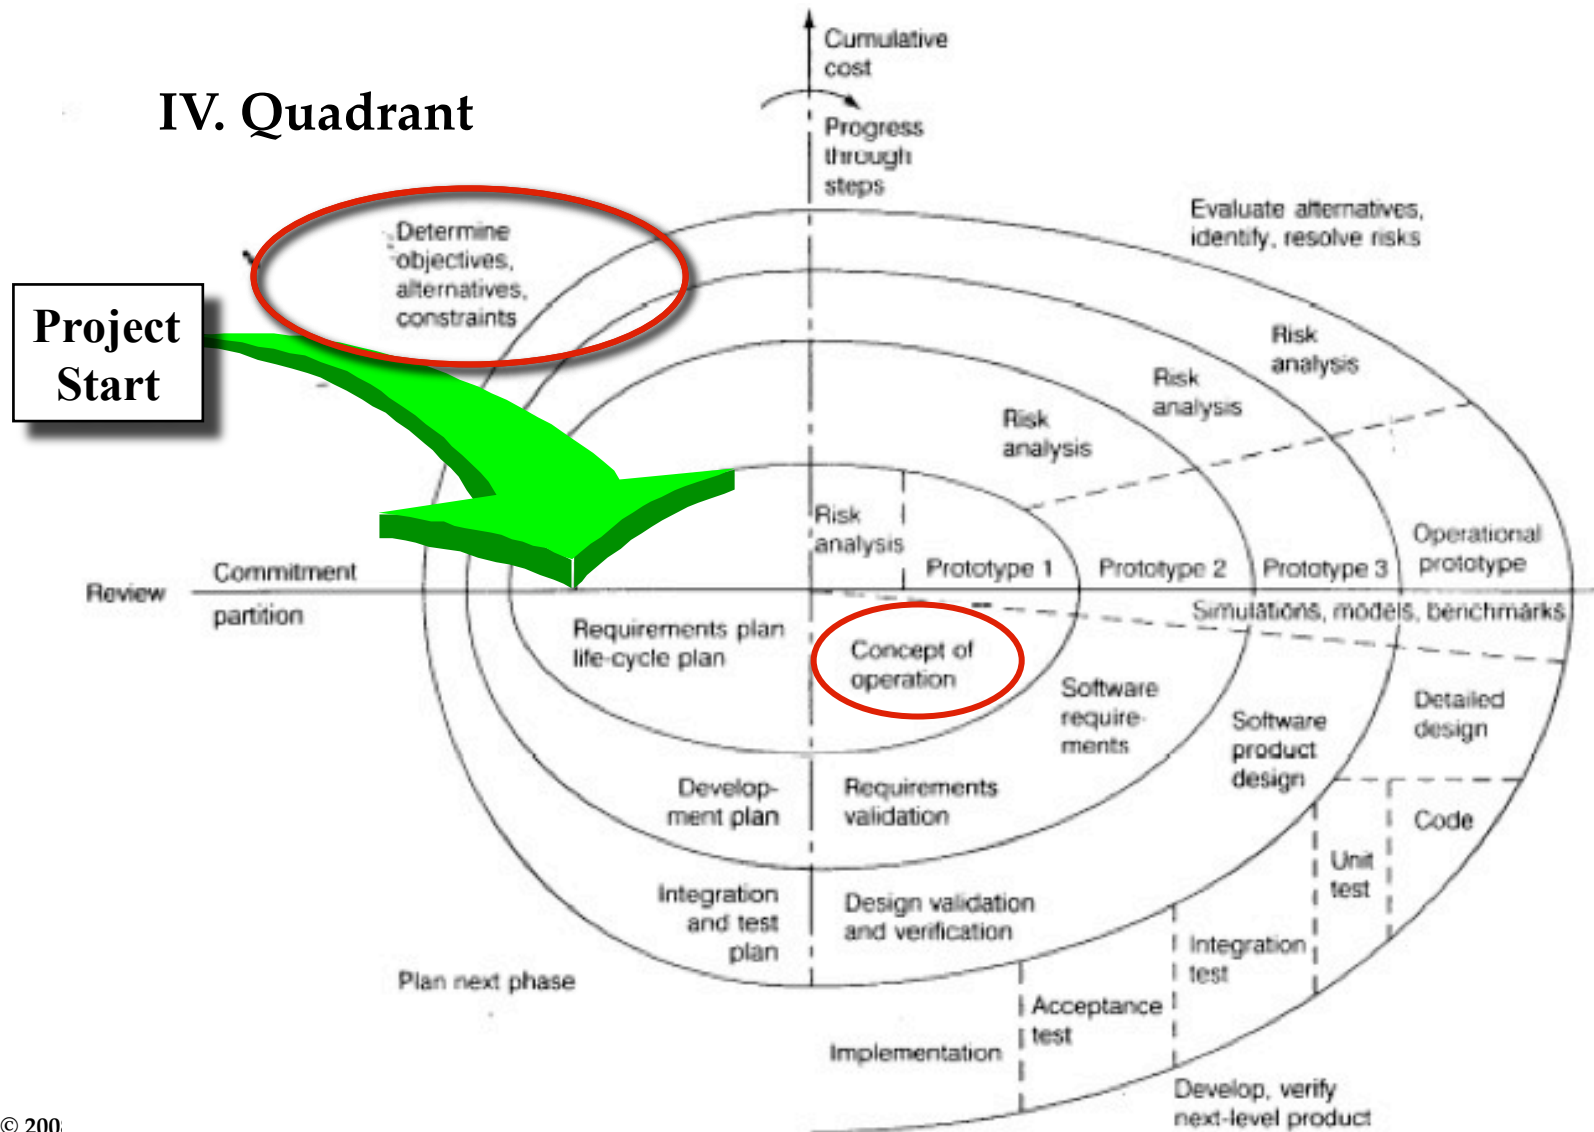 Cumulative
cost
IV. Quadrant
Progress
through
steps
Evaluate alternatives,
identify, resolve risks
Determine
objectives,
alternatives,
constraints
Project
Start
Risk
analysis
Risk
analysis
Risk
analysis
Risk
analysis
Operational
prototype
Prototype 1
Prototype 2
Prototype 3
Review
Commitment
partition
Simulations, models, benchmarks
Requirements plan
life-cycle plan
Concept of
operation
Software
require-
ments
Software
product
design
Detailed
design
Develop-
ment plan
Requirements
validation
Code
Unit
test
Integration
and test
plan
Design validation
and verification
Integration
test
Plan next phase
Acceptance
test
Implementation
Develop, verify
next-level product